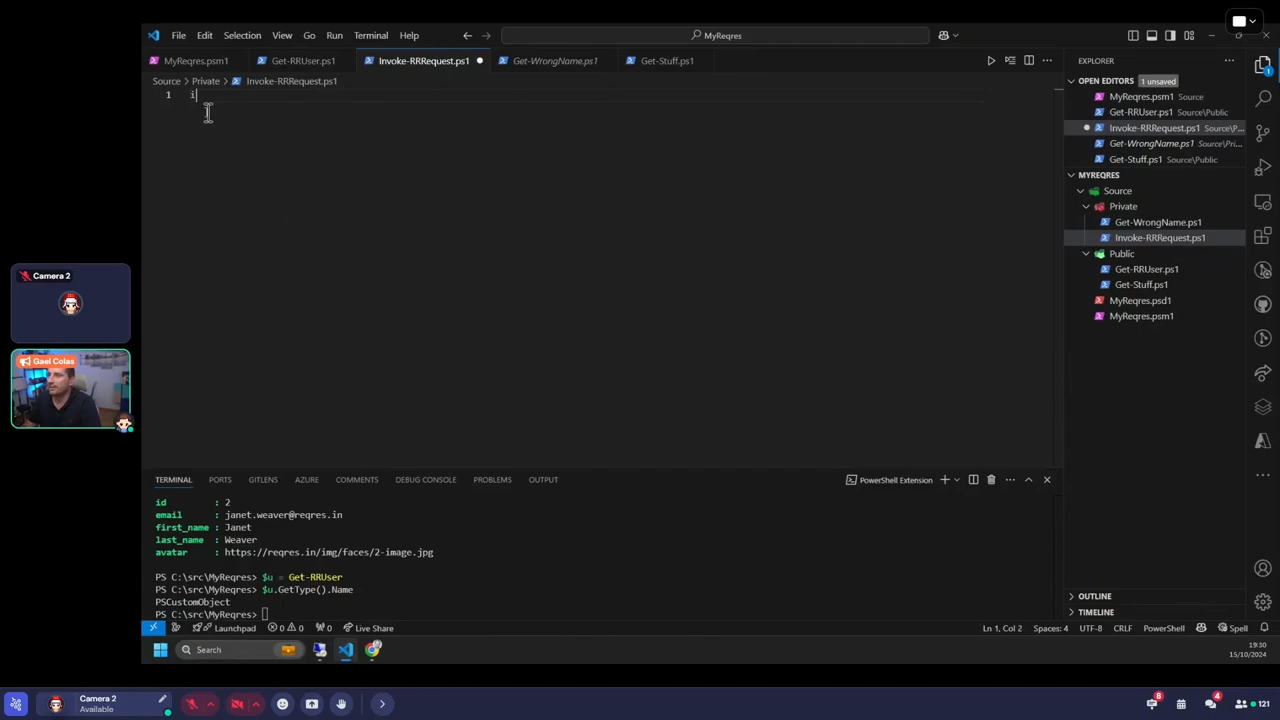 File Edit Selection View Go Run Terminal Help
MyReqres
MyReqres.psm1
Get-RRUser.ps1
Invoke-RRRequest.ps1
Get-WrongName.ps1
Get-Stuff.ps1
Source > Private > Invoke-RRRequest.ps1
1 i
EXPLORER
OPEN EDITORS 1 unsaved
MyReqres.psm1 Source
Get-RRUser.ps1 Source\Public
Invoke-RRRequest.ps1 Source\P...
Get-WrongName.ps1 Source\Pri...
Get-Stuff.ps1 Source\Public
MYREQRES
Source
Private
Get-WrongName.ps1
Invoke-RRRequest.ps1
Public
Get-RRUser.ps1
Get-Stuff.ps1
MyReqres.psd1
MyReqres.psm1
OUTLINE
TIMELINE
1
Camera 2
Gael Colas
TERMINAL PORTS GITLENS AZURE COMMENTS DEBUG CONSOLE PROBLEMS OUTPUT
PowerShell Extension
id : 2
email : janet.weaver@reqres.in
first_name : Janet
last_name : Weaver
avatar : https://reqres.in/img/faces/2-image.jpg
PS C:\src\MyReqres> $u = Get-RRUser
PS C:\src\MyReqres> $u.GetType().Name
PSCustomObject
PS C:\src\MyReqres>
Launchpad 0 0 0 Live Share
Ln 1, Col 2 Spaces: 4 UTF-8 CRLF PowerShell Spell
Search
19:30
15/10/2024
Camera 2
Available
8
4
121